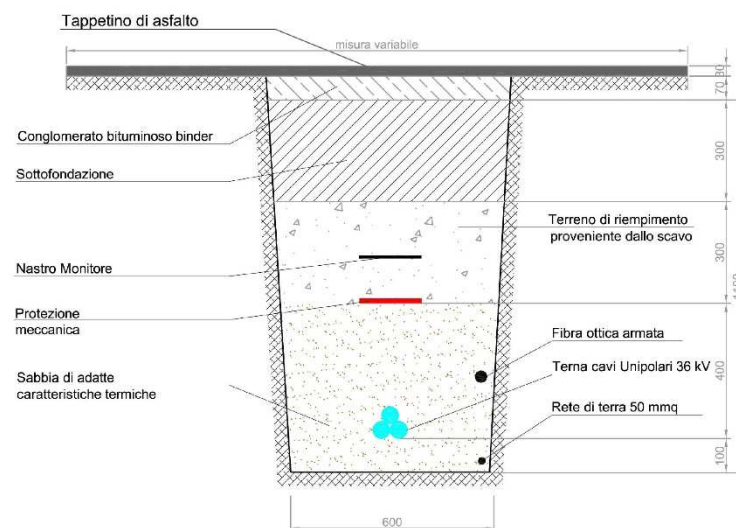 Tappetino di asfalto
misura variabile
30
70
Conglomerato bituminoso binder
Sottofondazione
300
Terreno di riempimento
proveniente dallo scavo
300
Nastro Monitore
Protezione
meccanica
Fibra ottica armata
Terna cavi Unipolari 36 kV
400
Sabbia di adatte
caratteristiche termiche
Rete di terra 50 mmq
100
600